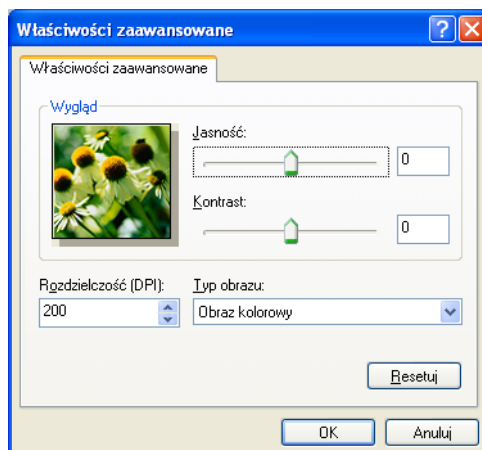 Właściwości zaawansowane
Właściwości zaawansowane
Wygląd
Jasność:
0
Kontrast:
0
Rozdzielczość (DPI): Typ obrazu:
200 Obraz kolorowy
Resetuj
OK Anuluj